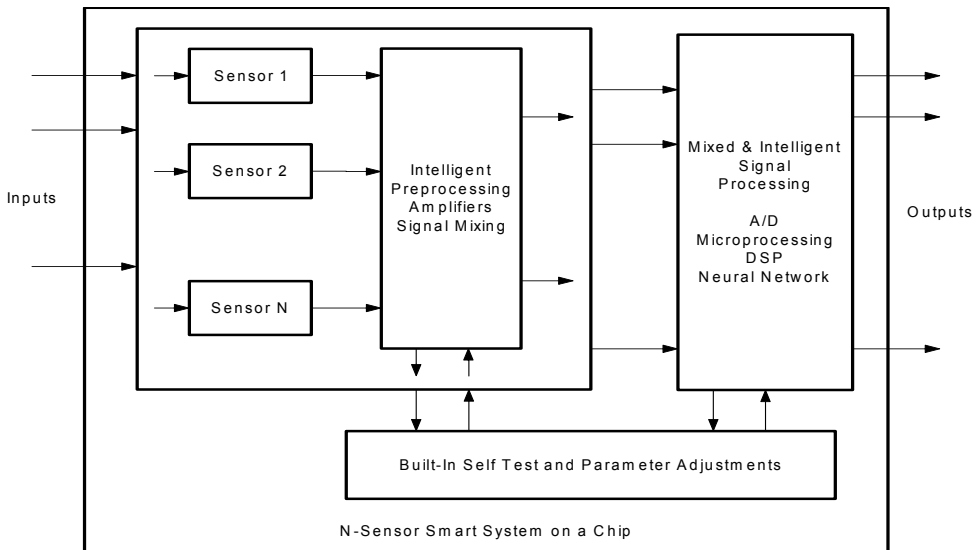 Inputs
Sensor 1
Sensor 2
Sensor N
Intelligent
Preprocessing
Amplifiers
Signal Mixing
Mixed & Intelligent
Signal
Processing
A/D
Microprocessing
DSP
Neural Network
Outputs
Built-In Self Test and Parameter Adjustments
N-Sensor Smart System on a Chip